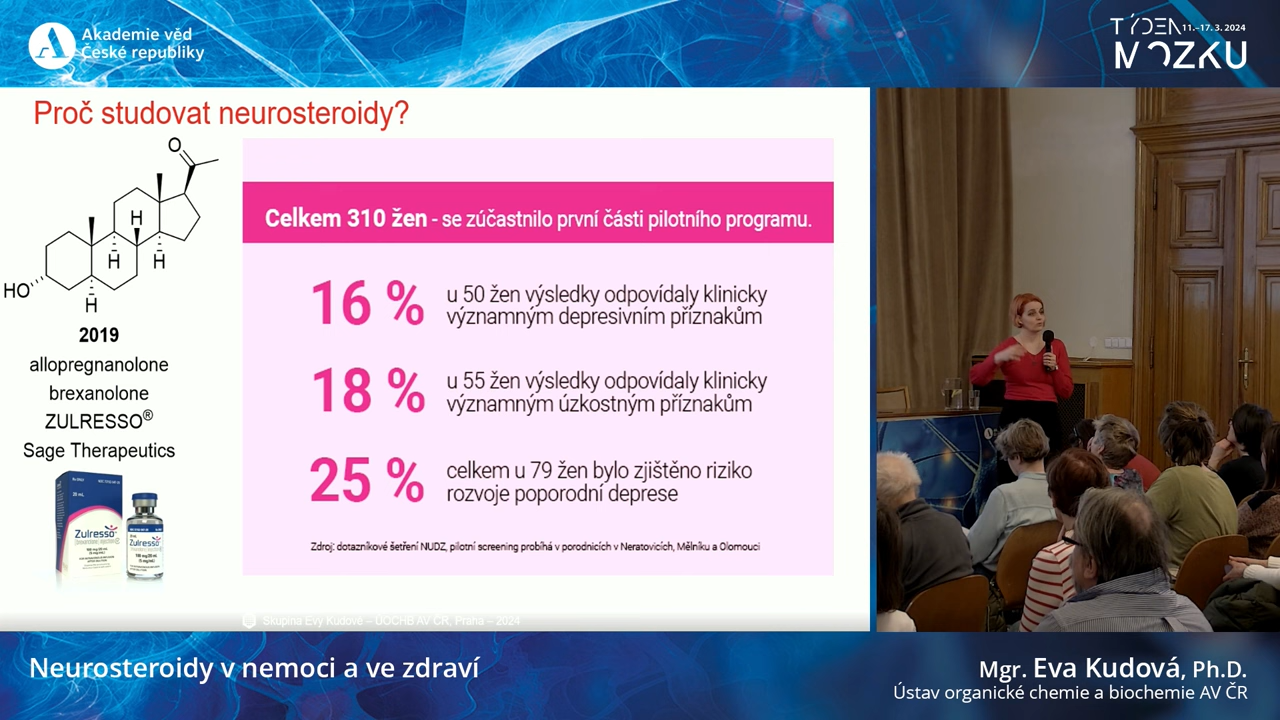 Akademie věd
České republiky
TÝDEN 11.–17. 3. 2024
MOZKU
Proč studovat neurosteroidy?
O
H
H
H
HO
H
2019
allopregnanolone
brexanolone
ZULRESSO®
Sage Therapeutics
Zulresso
Zulresso
Celkem 310 žen - se zúčastnilo první části pilotního programu.
16 %
u 50 žen výsledky odpovídaly klinicky
významným depresivním příznakům
18 %
u 55 žen výsledky odpovídaly klinicky
významným úzkostným příznakům
25 %
celkem u 79 žen bylo zjištěno riziko
rozvoje poporodní deprese
Zdroj: dotazníkové šetření NUDZ, pilotní screening probíhá v porodnicích v Neratovicích, Mělníku a Olomouci
Skupina Evy Kudové – ÚOCHB AV ČR, Praha – 2024
Neurosteroidy v nemoci a ve zdraví
Mgr. Eva Kudová, Ph.D.
Ústav organické chemie a biochemie AV ČR